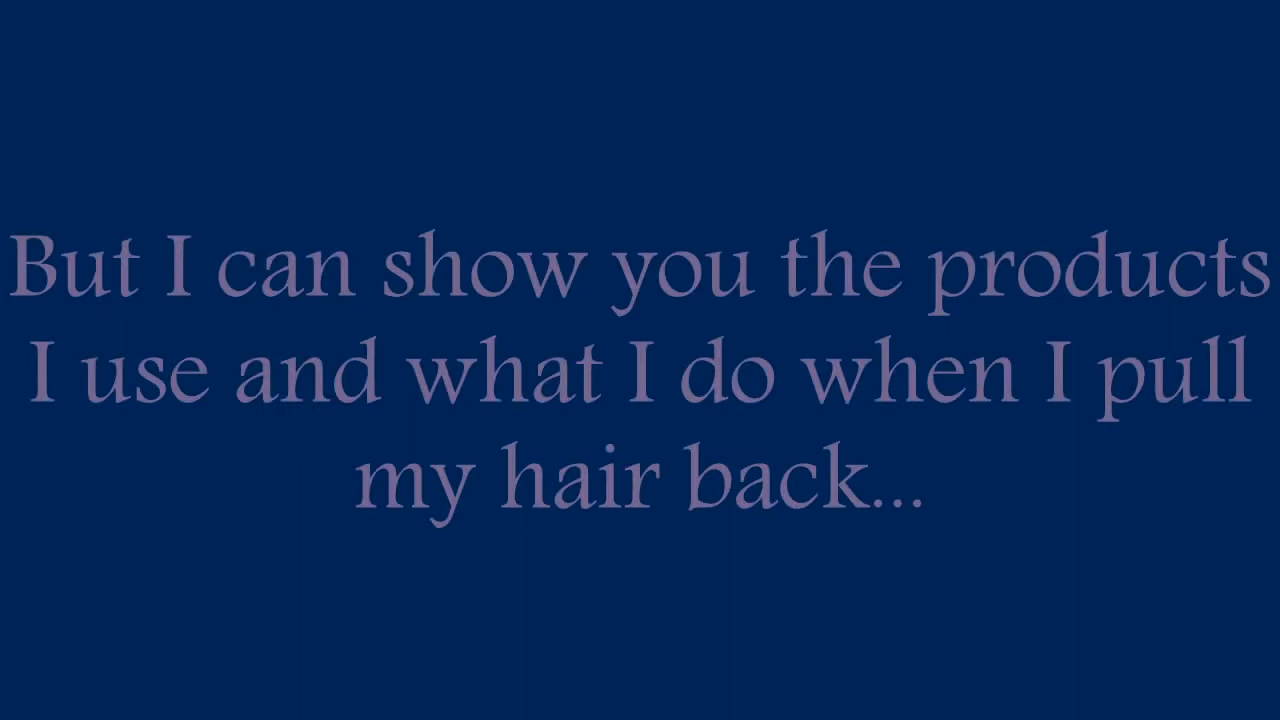 But I can show you the products
I use and what I do when I pull
my hair back...